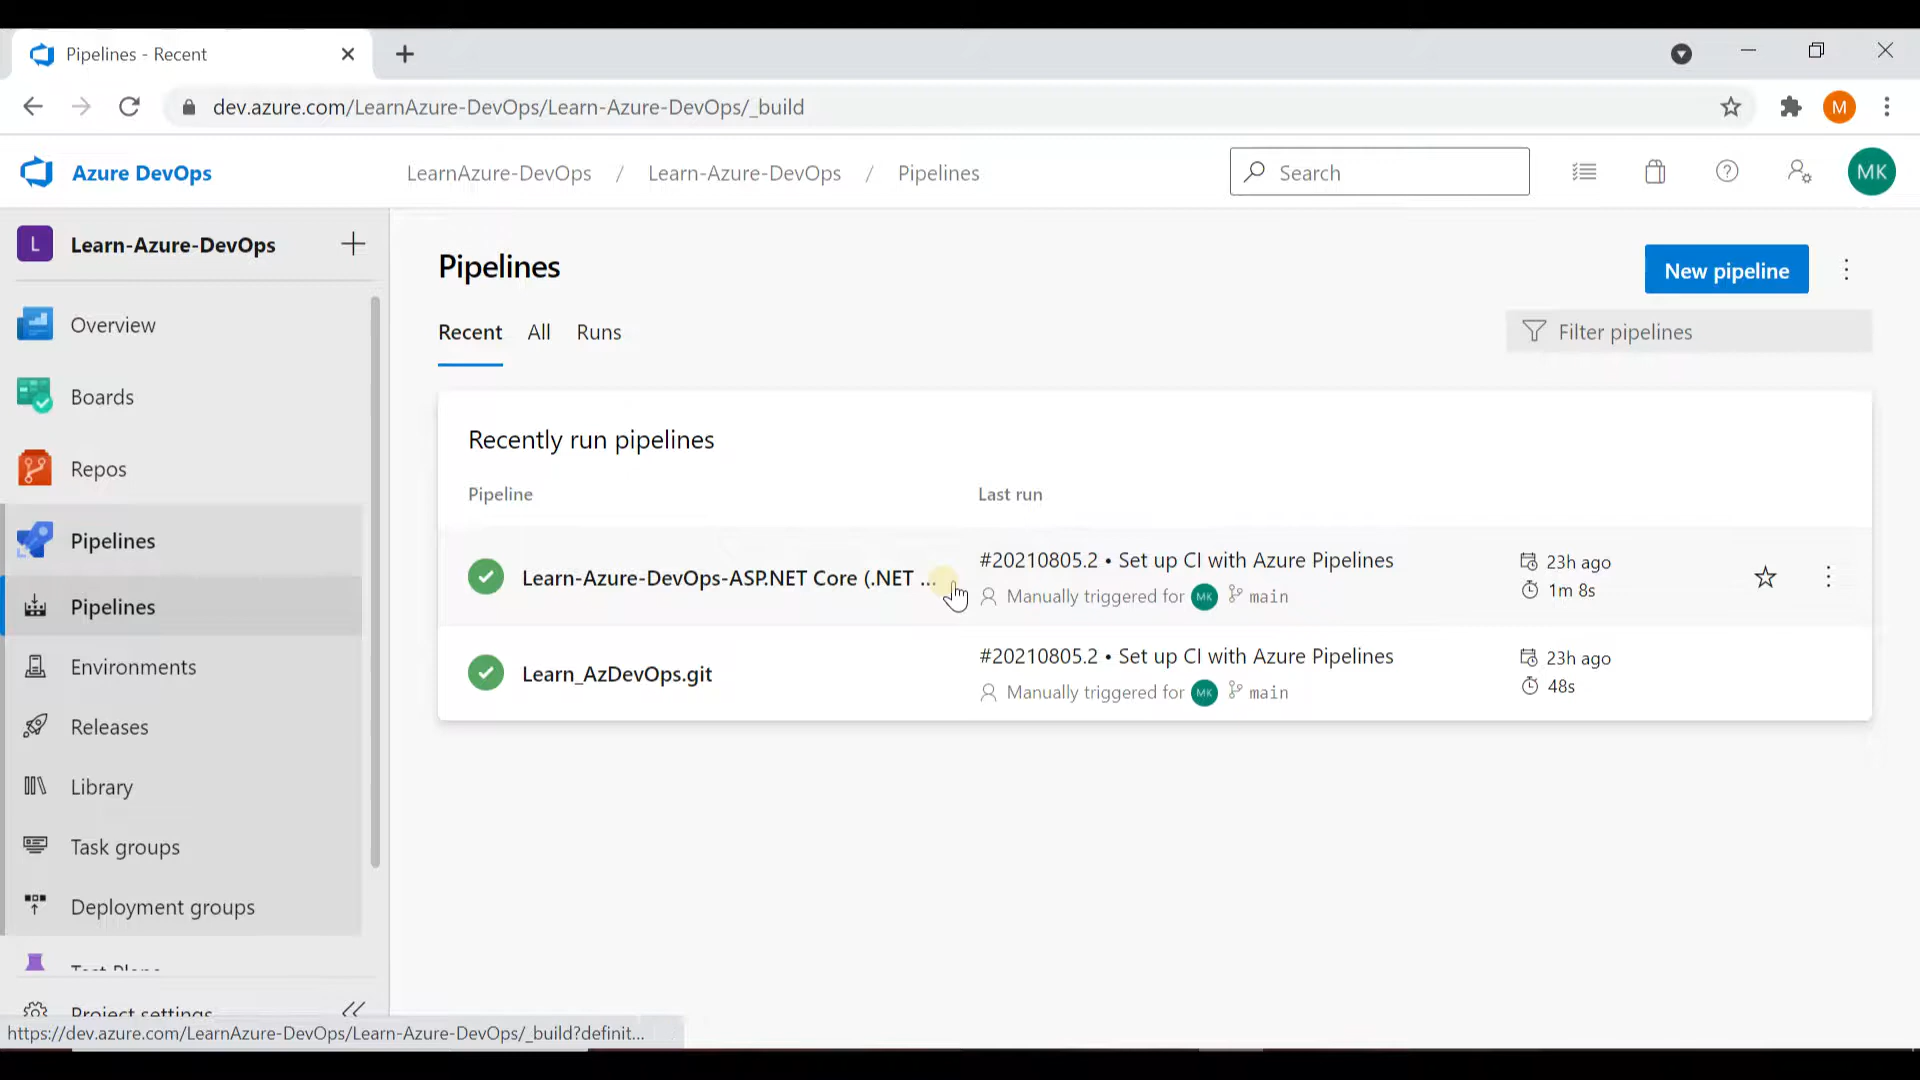 Pipelines - Recent
dev.azure.com/LearnAzure-DevOps/Learn-Azure-DevOps/_build
M
Azure DevOps
LearnAzure-DevOps / Learn-Azure-DevOps / Pipelines
Search
MK
L
Learn-Azure-DevOps
Overview
Boards
Repos
Pipelines
Pipelines
Environments
Releases
Library
Task groups
Deployment groups
Test Plans
Project settings
Pipelines
New pipeline
Recent All Runs
Filter pipelines
Recently run pipelines
Pipeline Last run
Learn-Azure-DevOps-ASP.NET Core (.NET ...
#20210805.2 • Set up CI with Azure Pipelines
Manually triggered for MK main
23h ago
1m 8s
Learn_AzDevOps.git
#20210805.2 • Set up CI with Azure Pipelines
Manually triggered for MK main
23h ago
48s
https://dev.azure.com/LearnAzure-DevOps/Learn-Azure-DevOps/_build?definit...